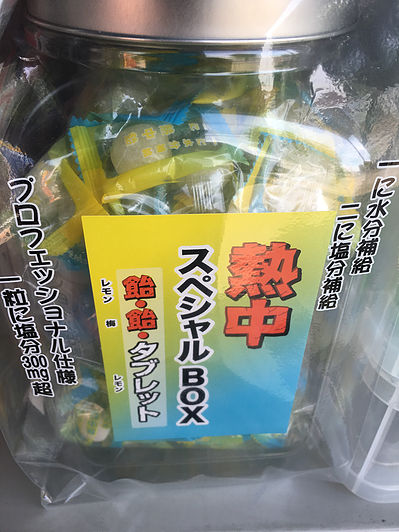 一に水分補給
二に塩分補給
熱中
スペシャルBOX
飴・飴・タブレット
レモン 梅 レモン
プロフェッショナル仕様
一粒に塩分300mg超